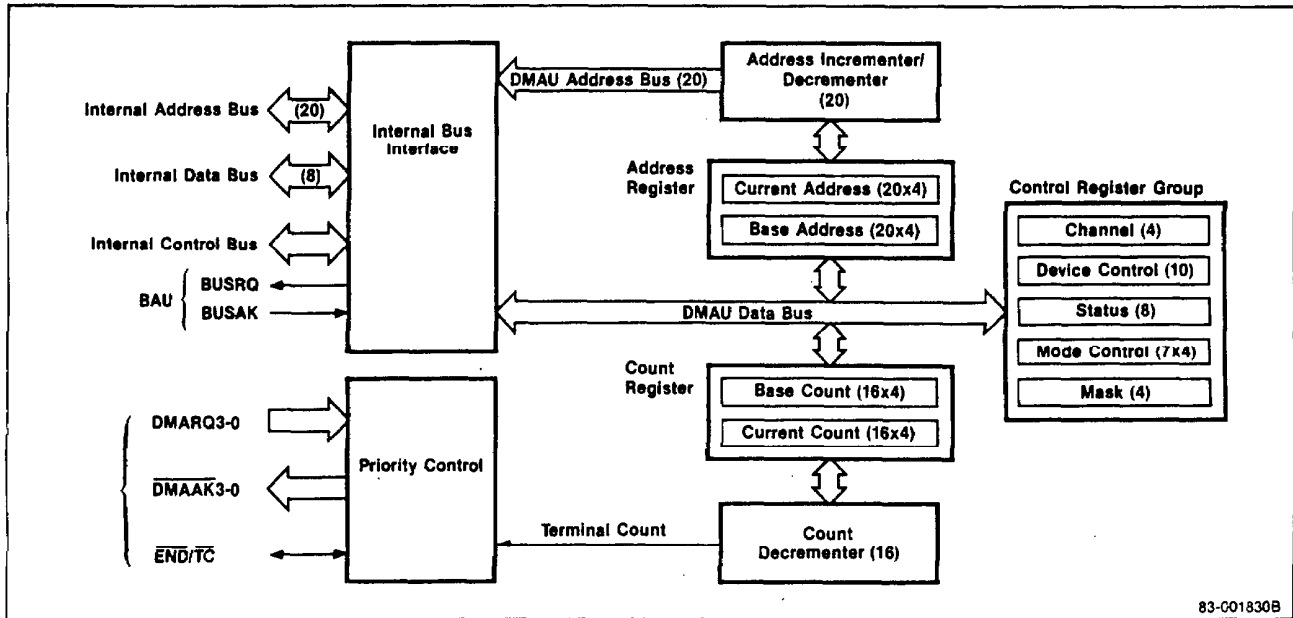 Internal Address Bus
(20)
Internal Data Bus
(8)
Internal Control Bus
BAU
BUSRQ
BUSAK
Internal Bus
Interface
DMAU Address Bus (20)
Address Incrementer/
Decrementer
(20)
Address
Register
Current Address (20x4)
Base Address (20x4)
DMAU Data Bus
Control Register Group
Channel (4)
Device Control (10)
Status (8)
Mode Control (7x4)
Mask (4)
Count
Register
Base Count (16x4)
Current Count (16x4)
DMARQ3-0
DMAAK3-0
END/TC
Priority Control
Terminal Count
Count
Decrementer (16)
83-001830B